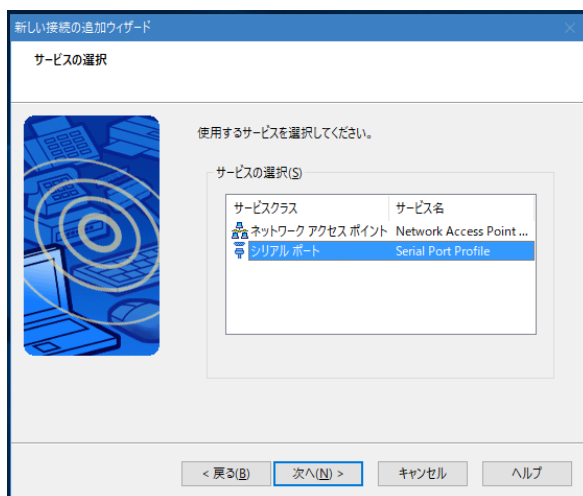 新しい接続の追加ウィザード
サービスの選択
使用するサービスを選択してください。
サービスの選択(S)
サービスクラス サービス名
ネットワーク アクセス ポイント Network Access Point ...
シリアル ポート Serial Port Profile
< 戻る(B) 次へ(N) > キャンセル ヘルプ